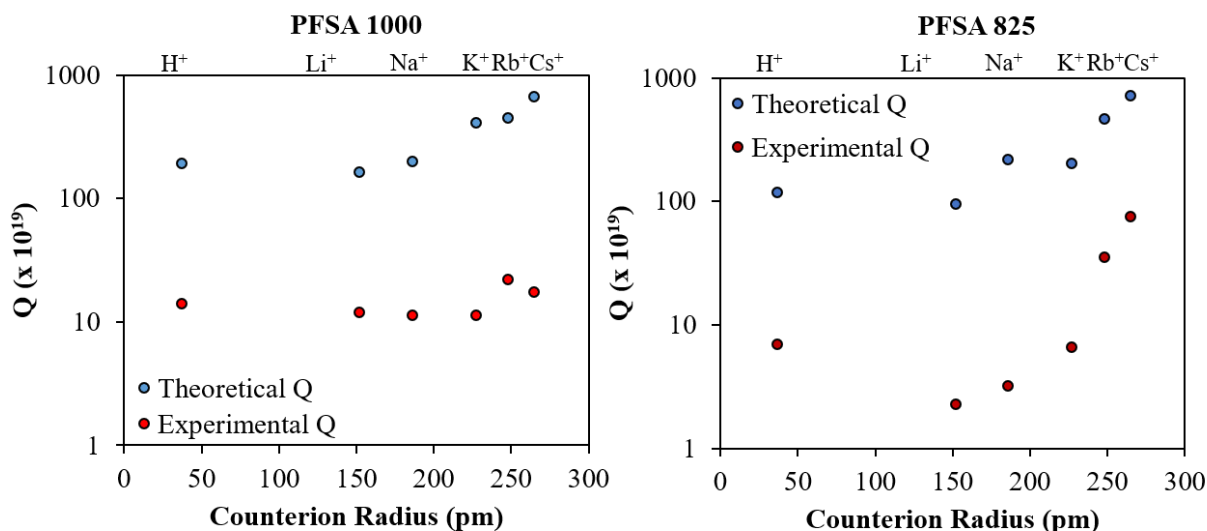 PFSA 1000
H⁺ Li⁺ Na⁺ K⁺ Rb⁺ Cs⁺
1000
100
10
1
Q (x 10¹⁹)
Theoretical Q
Experimental Q
0 50 100 150 200 250 300
Counterion Radius (pm)
PFSA 825
H⁺ Li⁺ Na⁺ K⁺ Rb⁺ Cs⁺
1000
100
10
1
Q (x 10¹⁹)
Theoretical Q
Experimental Q
0 50 100 150 200 250 300
Counterion Radius (pm)